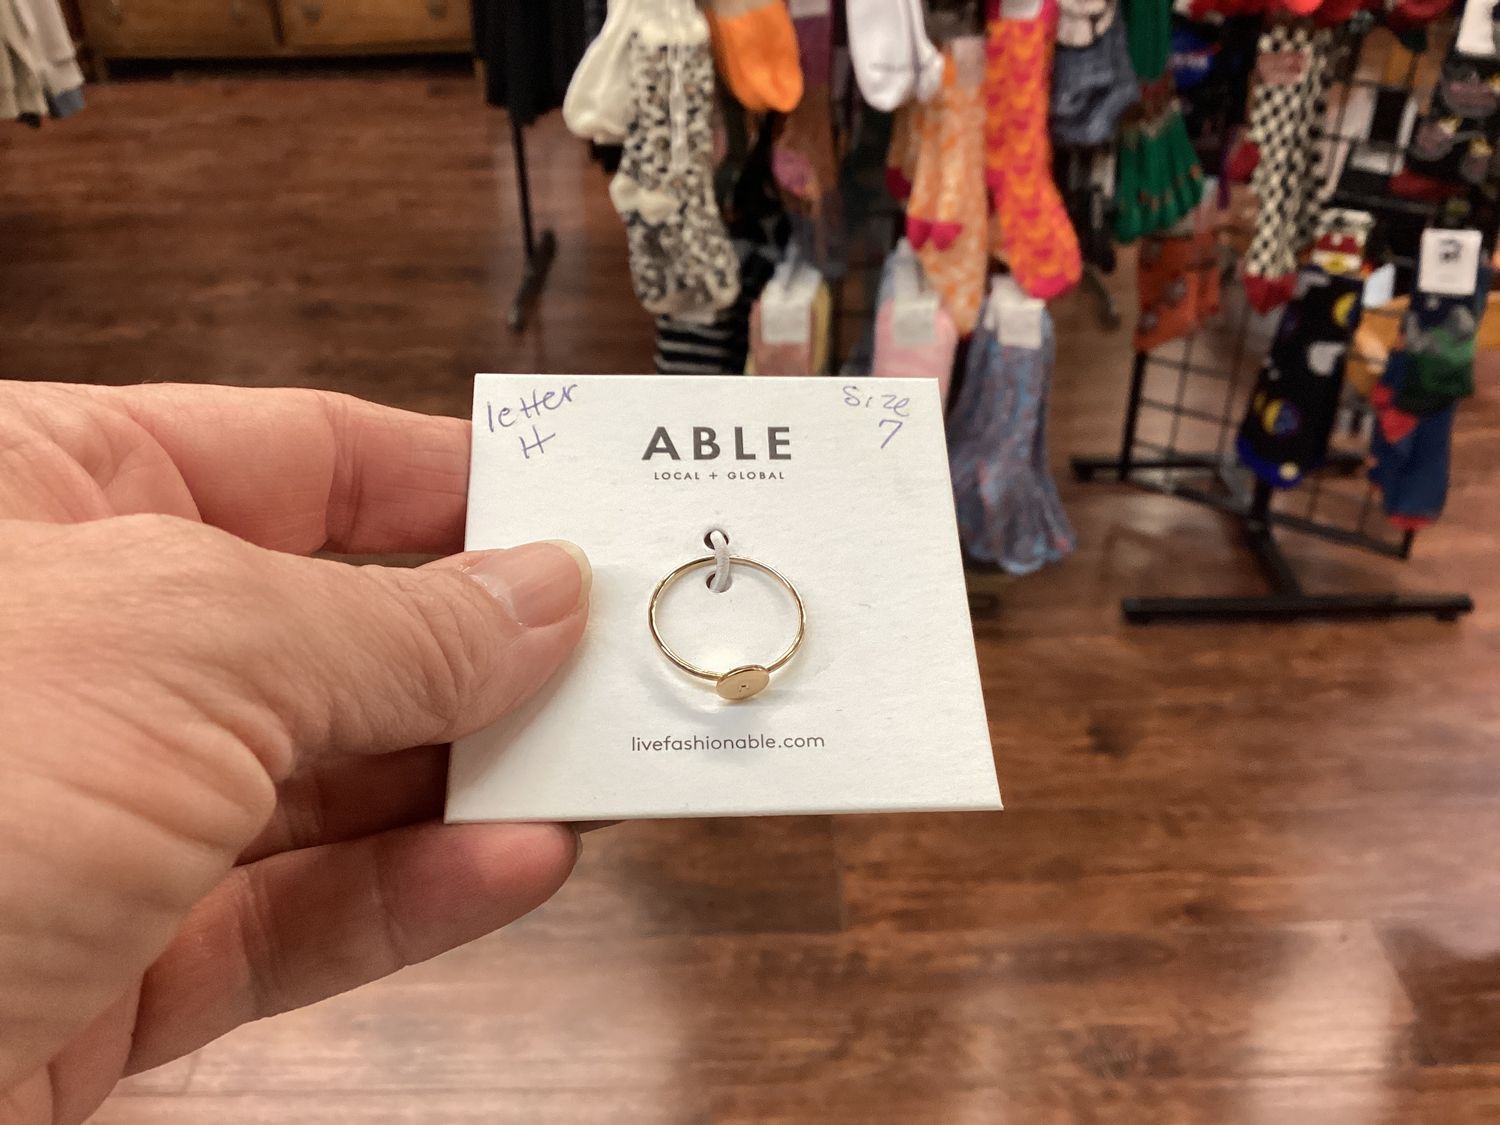 letter
H
Size
7
ABLE
LOCAL + GLOBAL
livefashionable.com